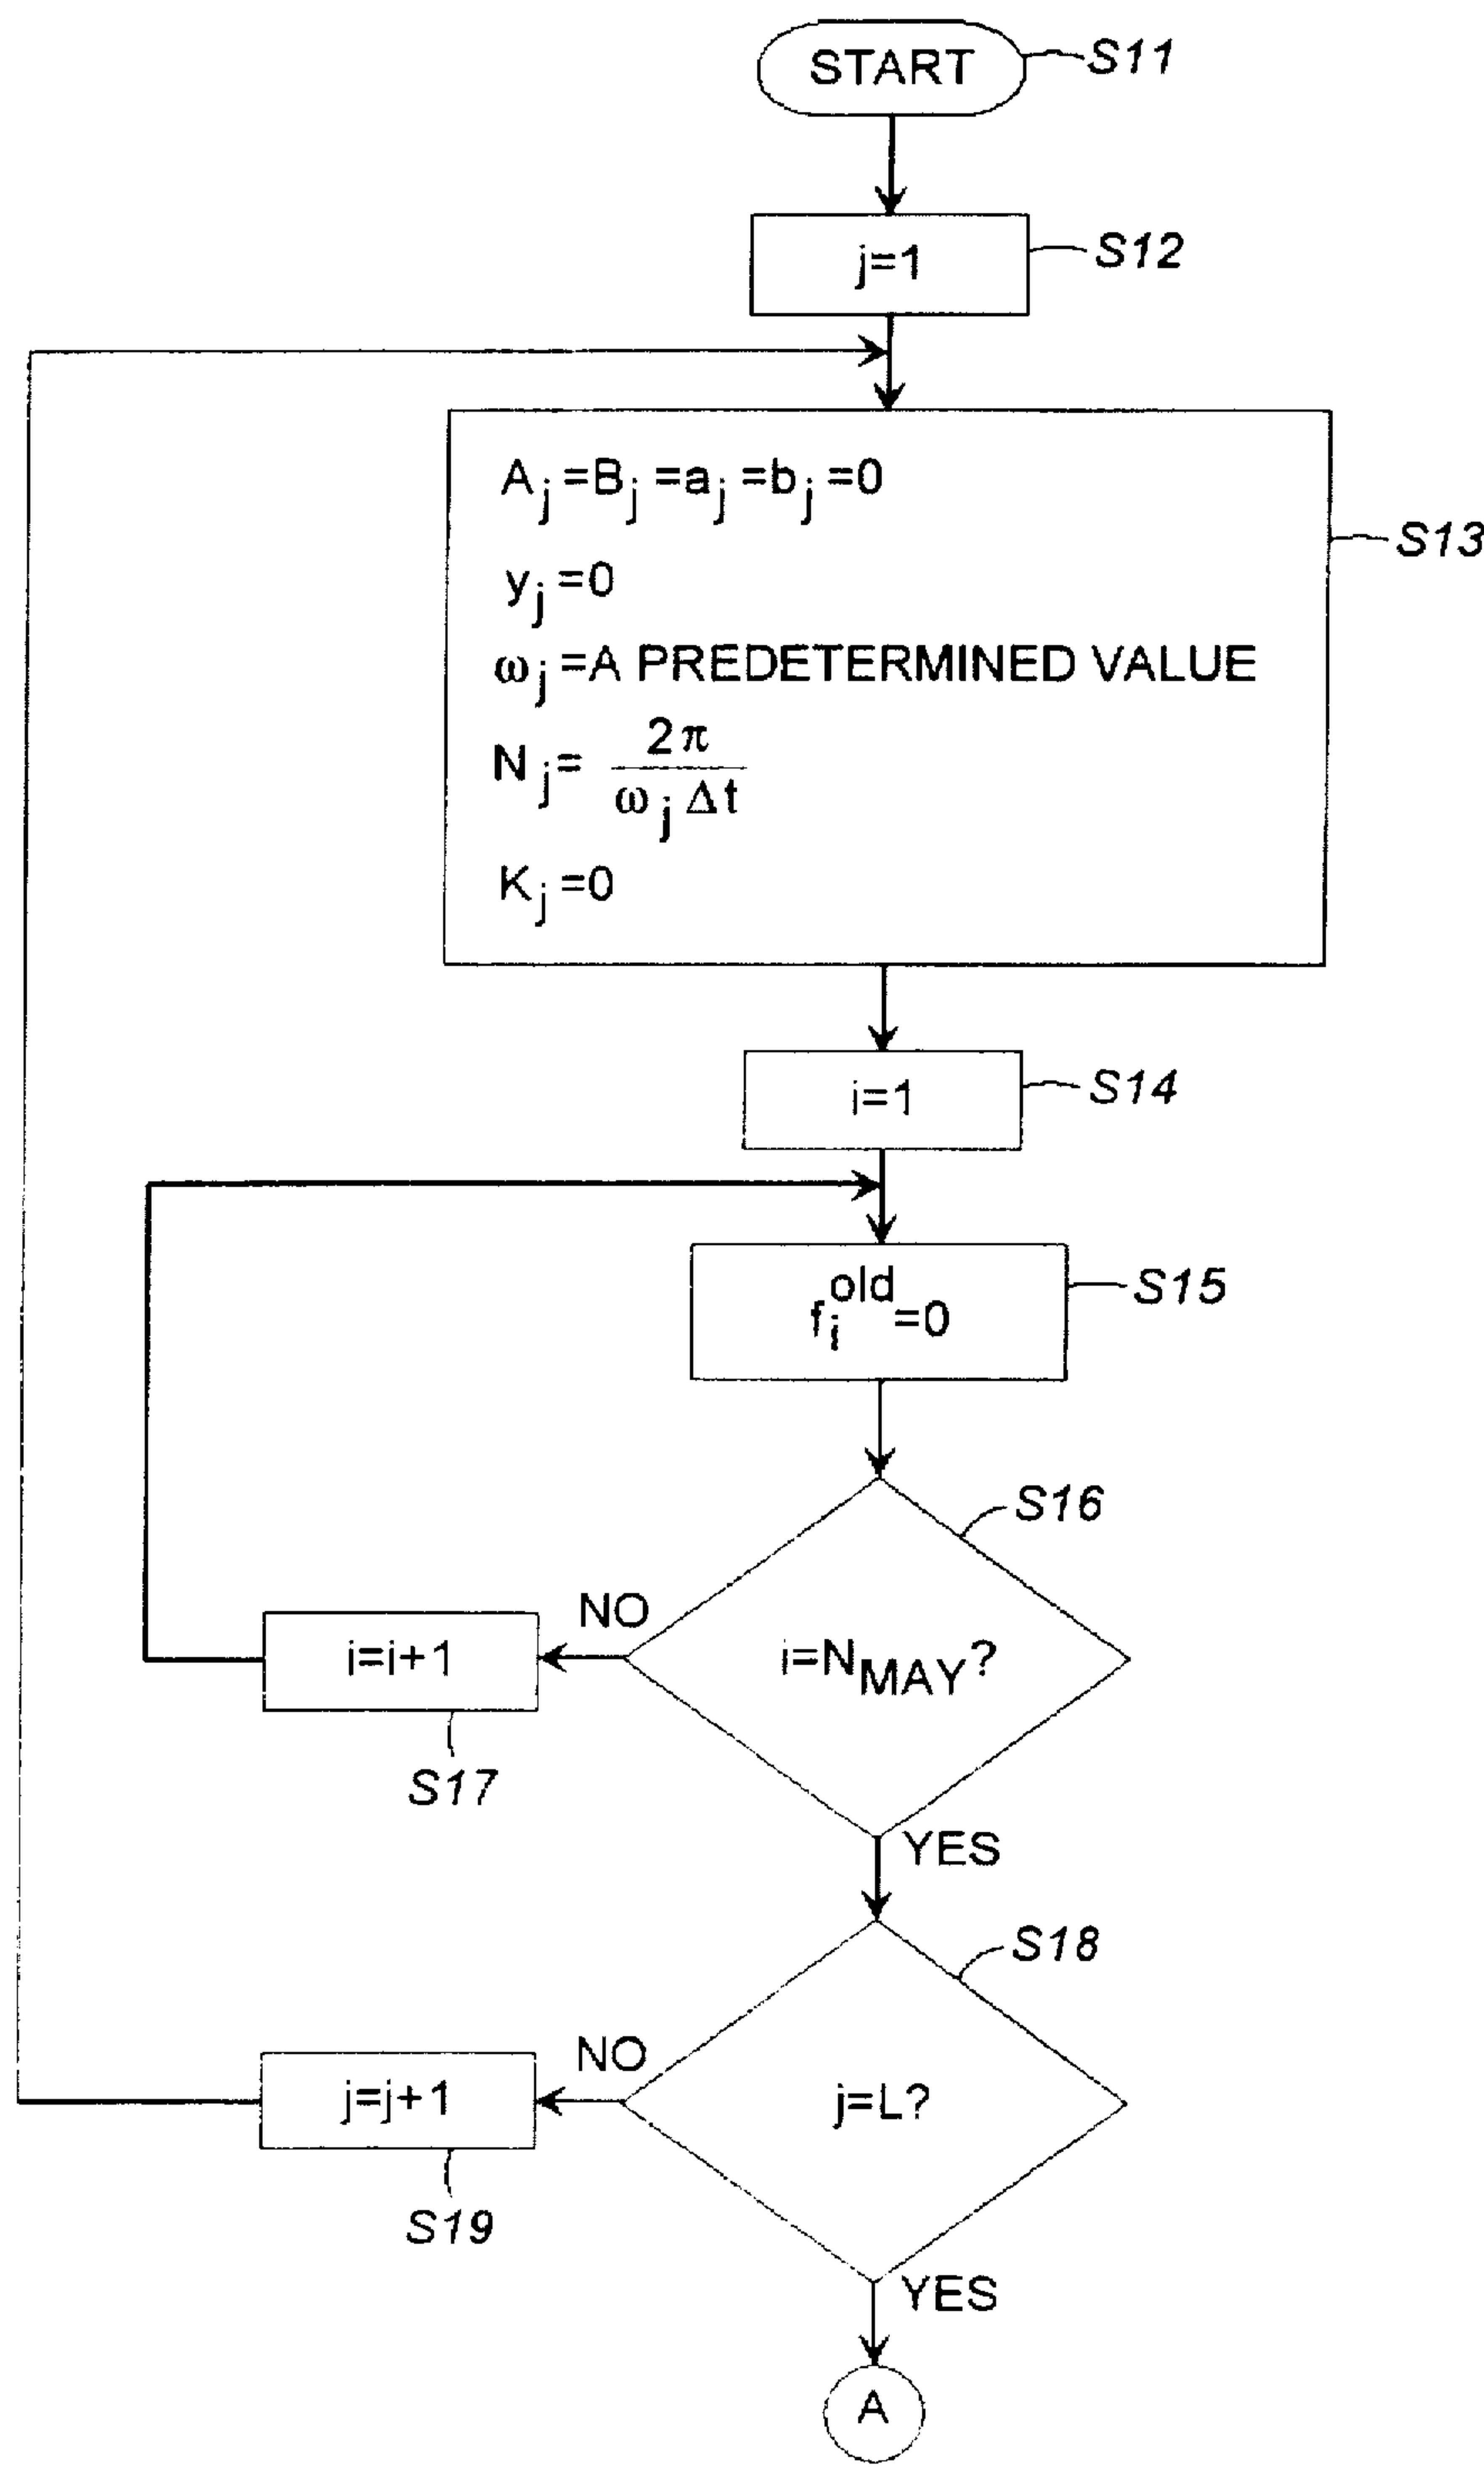 START
S11
j=1
S12
A_j=B_j=a_j=b_j=0
y_j=0
ω_j=A PREDETERMINED VALUE
N_j= 2π / ω_j Δt
K_j=0
S13
i=1
S14
f_i^old=0
S15
S16
NO
i=i+1
i=N_MAY?
S17
YES
S18
NO
j=j+1
j=L?
S19
YES
A